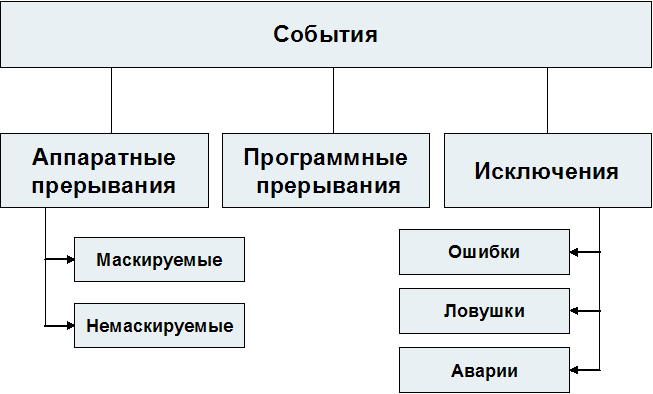 События
Аппаратные
прерывания
Программные
прерывания
Исключения
Маскируемые
Немаскируемые
Ошибки
Ловушки
Аварии